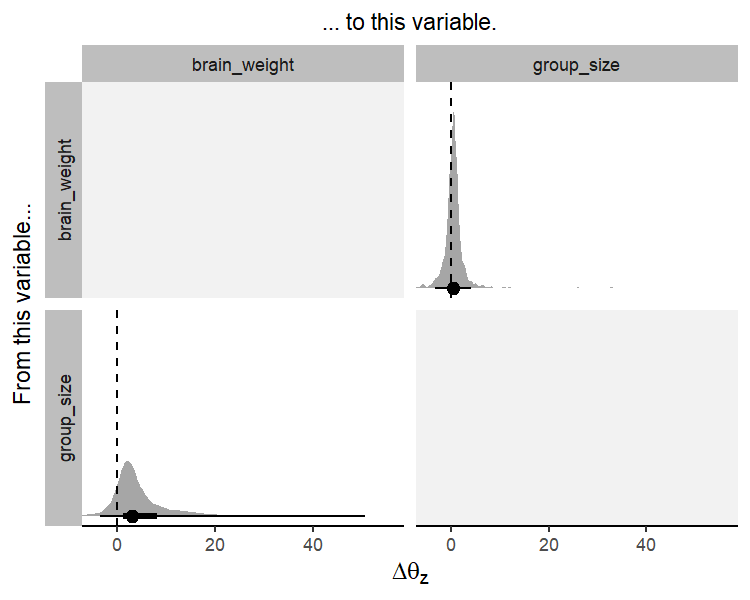 ... to this variable.
brain_weight
group_size
From this variable...
brain_weight
group_size
0 20 40
0 20 40
Δθz